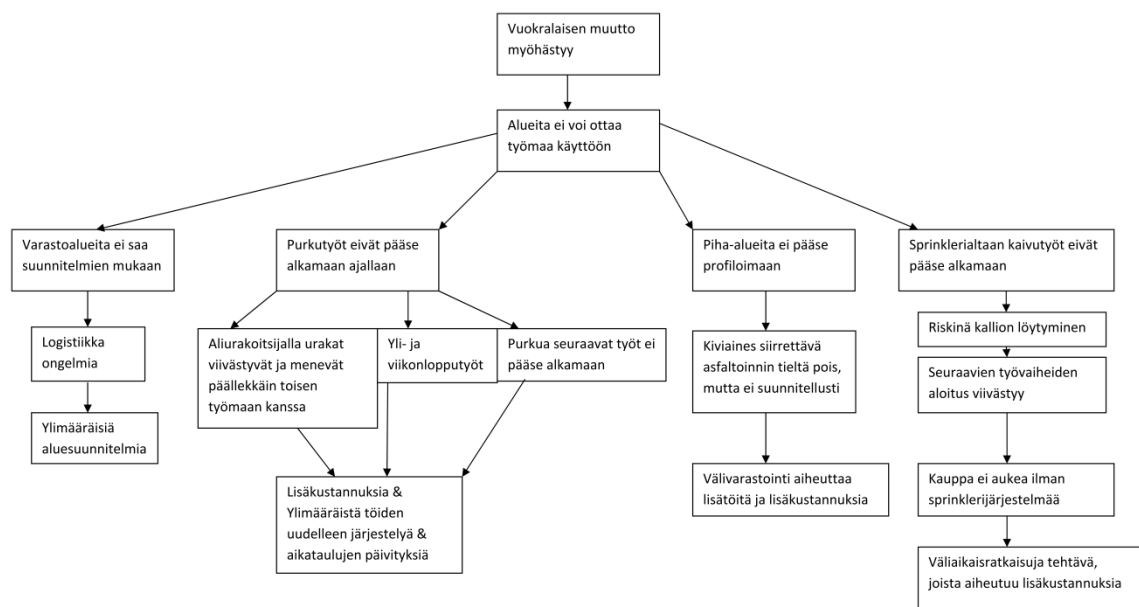 Vuokralaisen muutto
myöhästyy
Alueita ei voi ottaa
työmaa käyttöön
Varastoalueita ei saa
suunnitelmien mukaan
Purkutyöt eivät pääse
alkamaan ajallaan
Piha-alueita ei pääse
profiloimaan
Sprinklerialtaan kaivutyöt eivät
pääse alkamaan
Logistiikka
ongelmia
Aliurakoitsijalla urakat
viivästyvät ja menevät
päällekkäin toisen
työmaan kanssa
Yli- ja
viikonlopputyöt
Purkua seuraavat työt ei
pääse alkamaan
Kiviaines siirrettävä
asfaltoinnin tieltä pois,
mutta ei suunnitellusti
Riskinä kallion löytyminen
Seuraavien työvaiheiden
aloitus viivästyy
Ylimääräisiä
aluesuunnitelmia
Lisäkustannuksia &
Ylimääräistä töiden
uudelleen järjestelyä &
aikataulujen päivityksiä
Välivarastointi aiheuttaa
lisätöitä ja lisäkustannuksia
Kauppa ei aukea ilman
sprinklerijärjestelmää
Väliaikaisratkaisuja tehtävä,
joista aiheutuu lisäkustannuksia